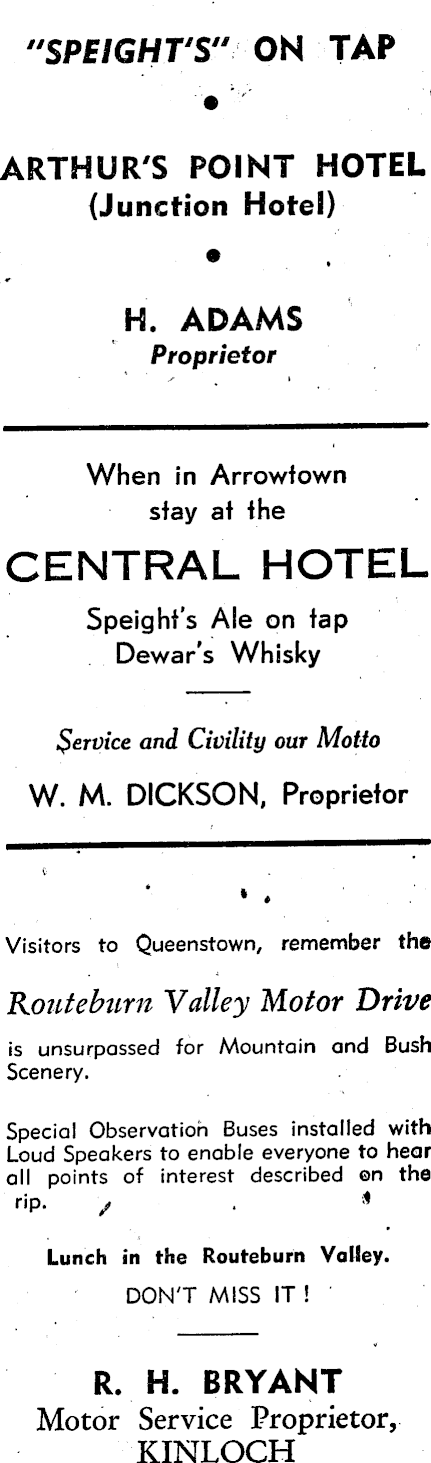 "SPEIGHT'S" ON TAP
ARTHUR'S POINT HOTEL
(Junction Hotel)
H. ADAMS
Proprietor
When in Arrowtown
stay at the
CENTRAL HOTEL
Speight's Ale on tap
Dewar's Whisky
Service and Civility our Motto
W. M. DICKSON, Proprietor
Visitors to Queenstown, remember the
Routeburn Valley Motor Drive
is unsurpassed for Mountain and Bush
Scenery.
Special Observation Buses installed with
Loud Speakers to enable everyone to hear
all points of interest described on the
rip.
Lunch in the Routeburn Valley.
DON'T MISS IT !
R. H. BRYANT
Motor Service Proprietor,
KINLOCH